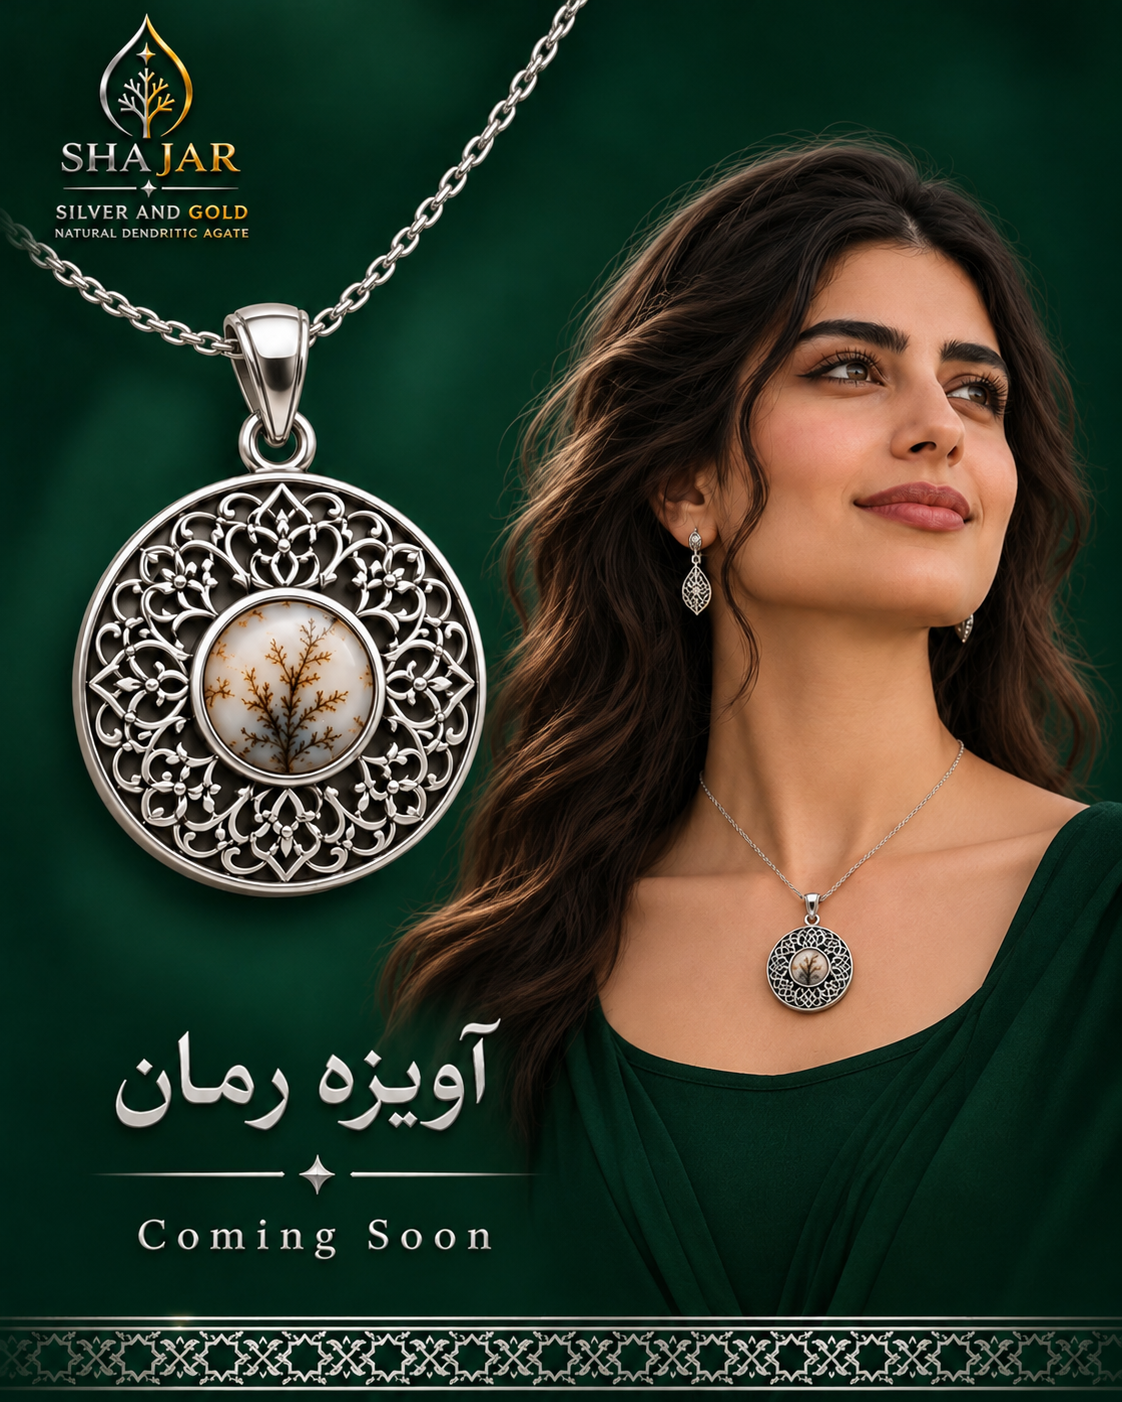 SHAJAR
SILVER AND GOLD
NATURAL DENDRITIC AGATE
آویزه رمان
Coming Soon